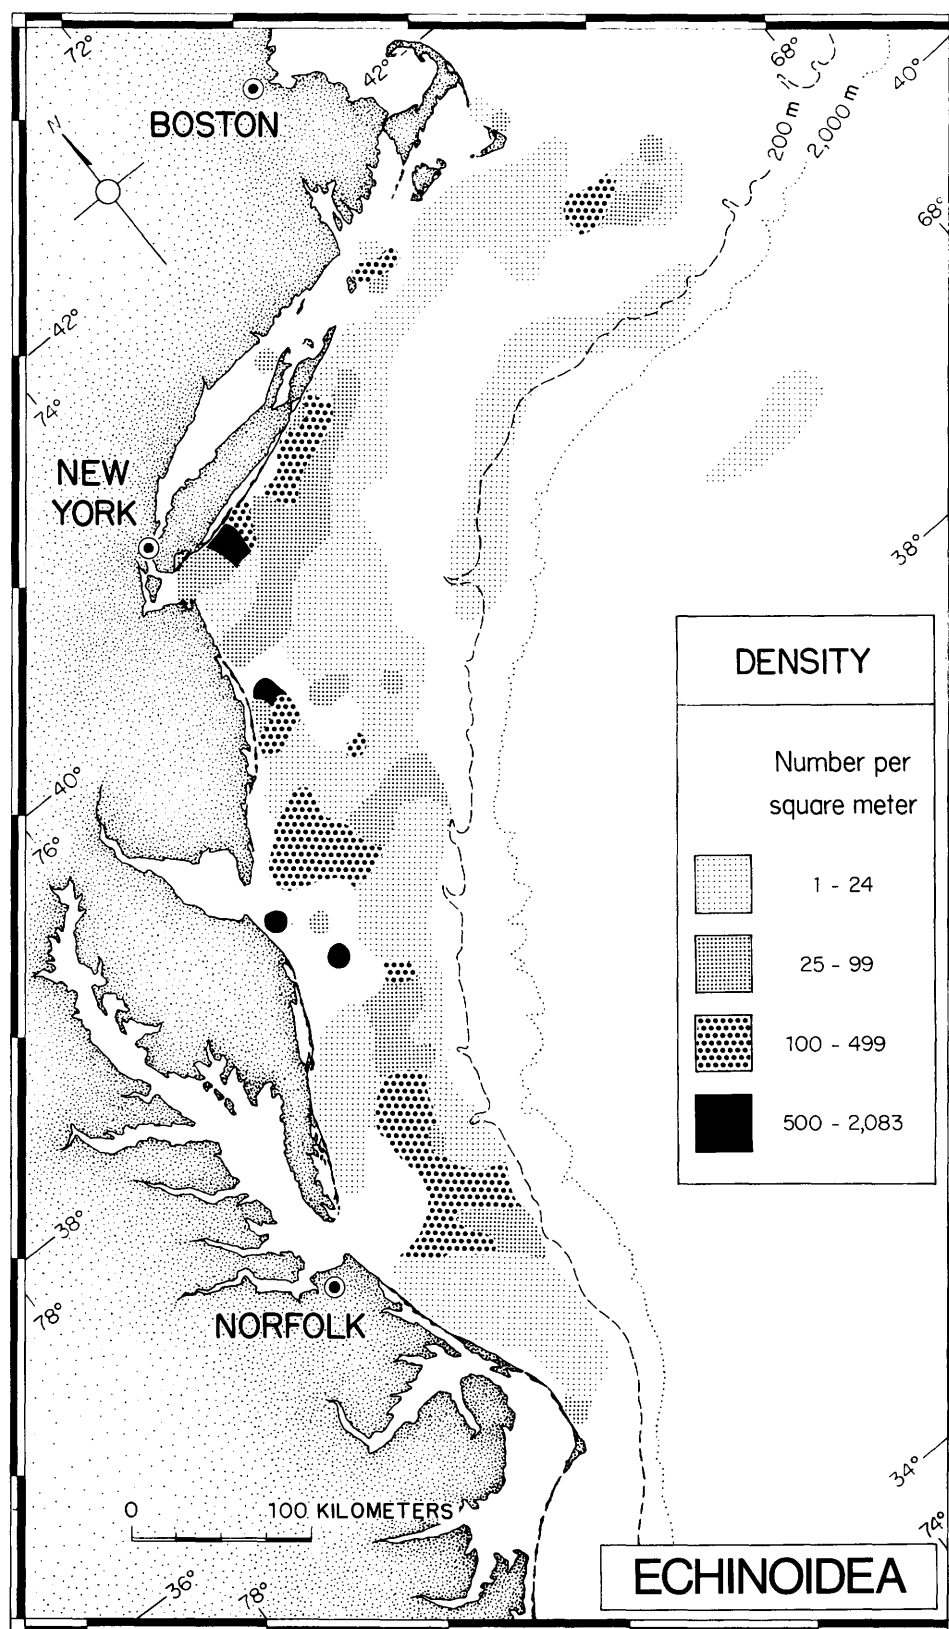 72°
42°
68°
40°
BOSTON
N
200 m
2,000 m
68°
42°
74°
NEW
YORK
38°
DENSITY
Number per
square meter
1 - 24
25 - 99
100 - 499
500 - 2,083
40°
76°
38°
78°
NORFOLK
34°
74°
0 100 KILOMETERS
36°
78°
ECHINOIDEA